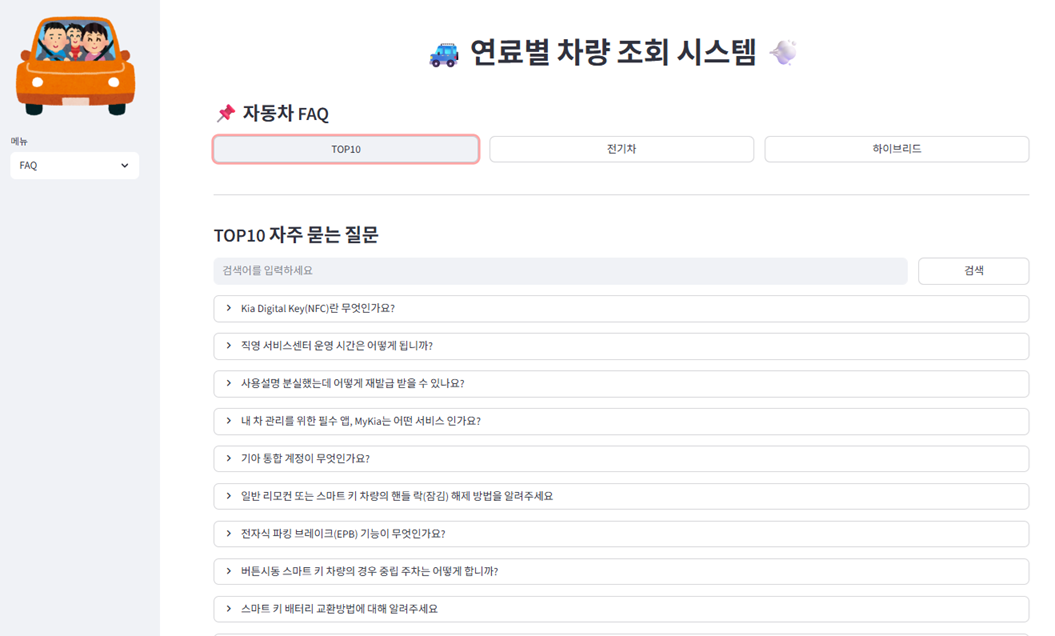 연료별 차량 조회 시스템
메뉴
FAQ
자동차 FAQ
TOP10
전기차
하이브리드
TOP10 자주 묻는 질문
검색어를 입력하세요
검색
Kia Digital Key(NFC)란 무엇인가요?
직영 서비스센터 운영 시간은 어떻게 됩니까?
사용설명 분실했는데 어떻게 재발급 받을 수 있나요?
내 차 관리를 위한 필수 앱, MyKia는 어떤 서비스 인가요?
기아 통합 계정이 무엇인가요?
일반 리모컨 또는 스마트 키 차량의 핸들 락(잠김) 해제 방법을 알려주세요
전자식 파킹 브레이크(EPB) 기능이 무엇인가요?
버튼시동 스마트 키 차량의 경우 중립 주차는 어떻게 합니까?
스마트 키 배터리 교환방법에 대해 알려주세요